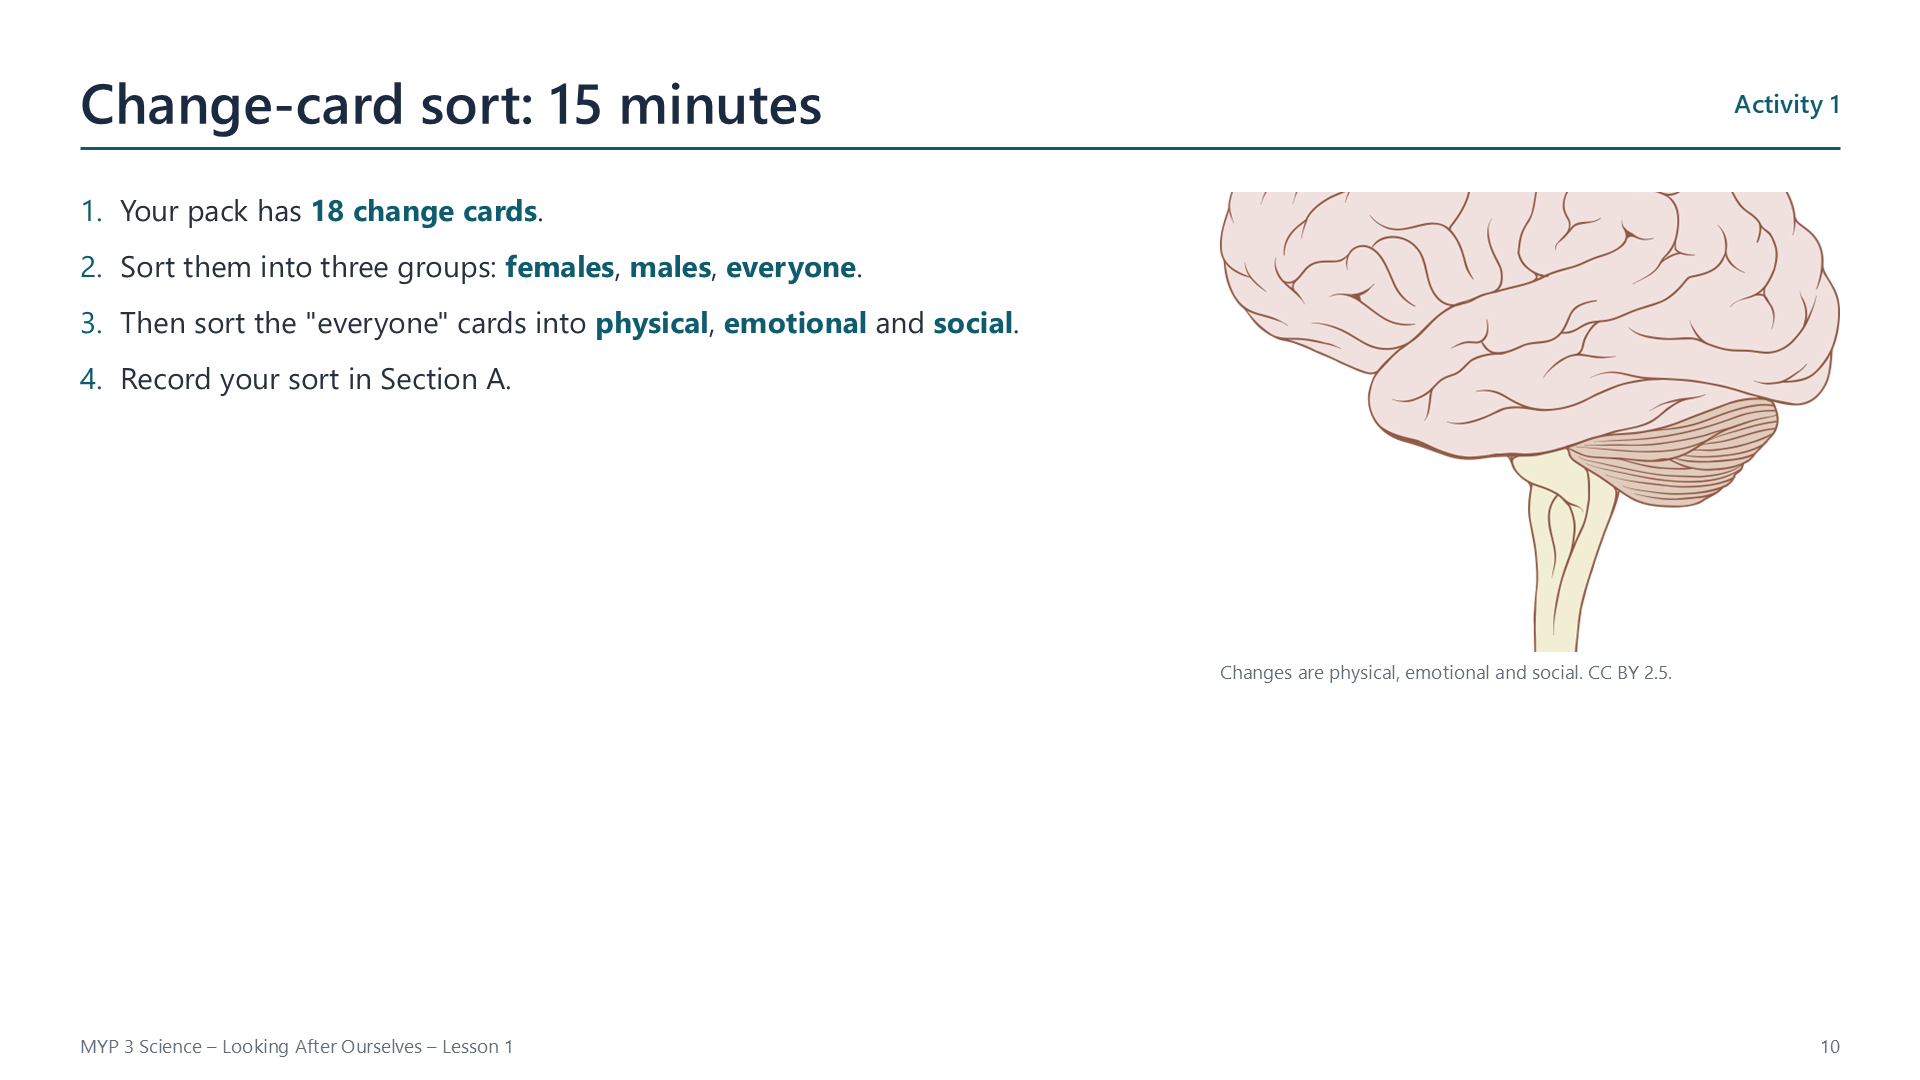 Change-card sort: 15 minutes
Activity 1
1. Your pack has 18 change cards.
2. Sort them into three groups: females, males, everyone.
3. Then sort the "everyone" cards into physical, emotional and social.
4. Record your sort in Section A.
Changes are physical, emotional and social. CC BY 2.5.
MYP 3 Science – Looking After Ourselves – Lesson 1
10